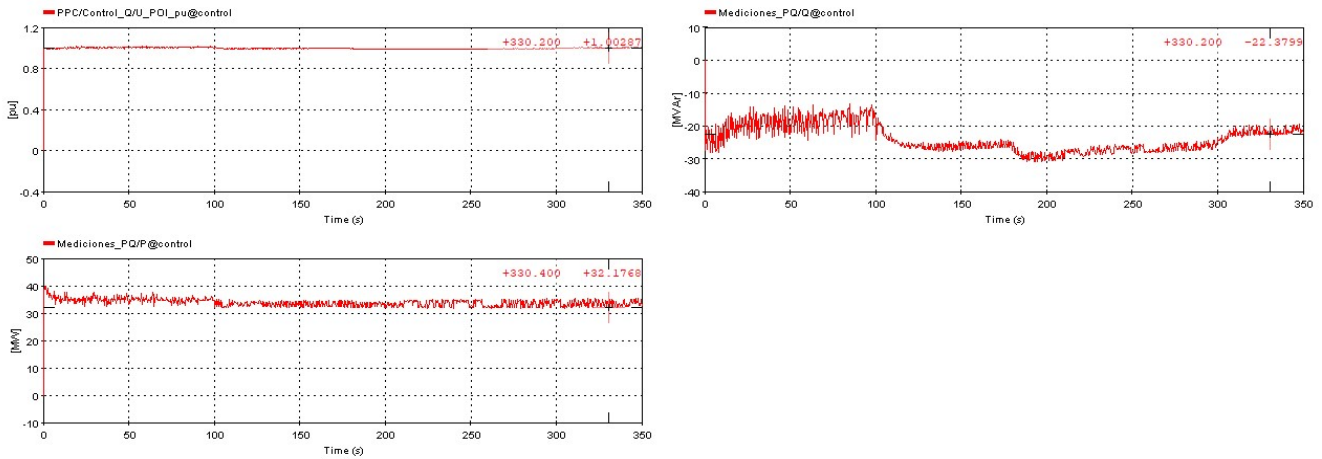 PPC/Control_Q/U_POI_pu@control
+330.200 +1.00287
1.2
0.8
0.4
0
-0.4
[pu]
0 50 100 150 200 250 300 350
Time (s)
Mediciones_PQ/Q@control
+330.200 -22.3799
10
0
-10
-20
-30
-40
[MVAr]
0 50 100 150 200 250 300 350
Time (s)
Mediciones_PQ/P@control
+330.400 +32.1768
50
40
30
20
10
0
-10
[MW]
0 50 100 150 200 250 300 350
Time (s)